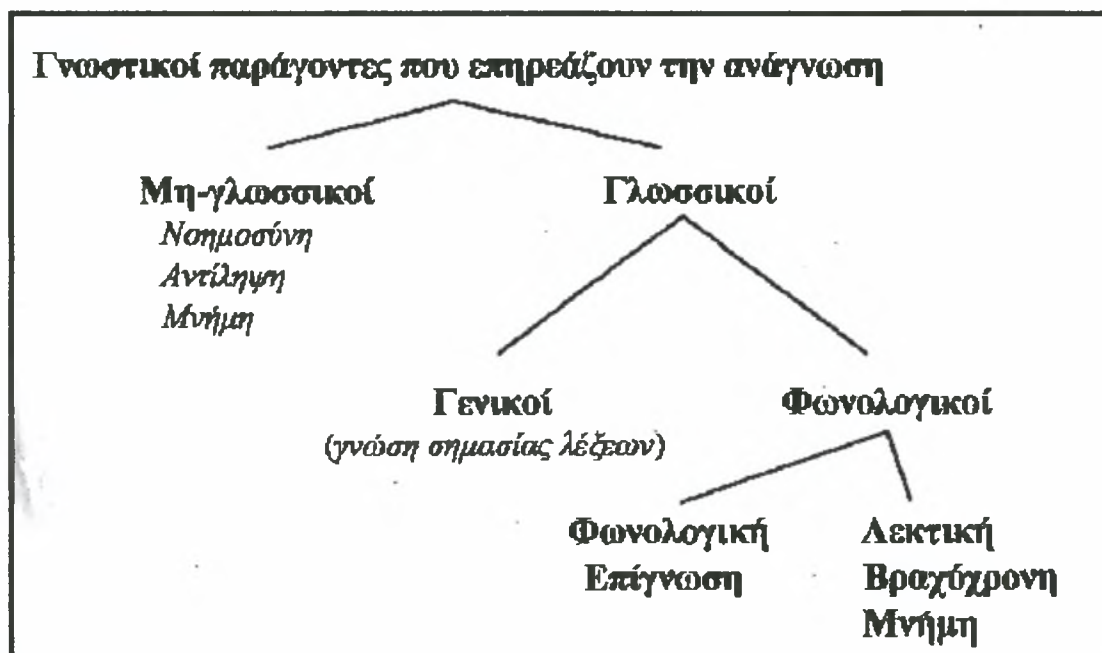 Γνωστικοί παράγοντες που επηρεάζουν την ανάγνωση
Μη-γλωσσικοί
Νοημοσύνη
Αντίληψη
Μνήμη
Γλωσσικοί
Γενικοί
(γνώση σημασίας λέξεων)
Φωνολογικοί
Φωνολογική
Επίγνωση
Λεκτική
Βραχύχρονη
Μνήμη